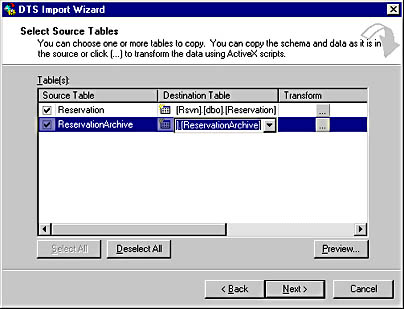 DTS Import Wizard
Select Source Tables
You can choose one or more tables to copy. You can copy the schema and data as it is in
the source or click (...) to transform the data using ActiveX scripts.
Table(s):
Source Table Destination Table Transform
Reservation [Rsvn].[dbo].[Reservation] ...
ReservationArchive ].[ReservationArchive] ...
Select All Deselect All Preview...
< Back Next > Cancel